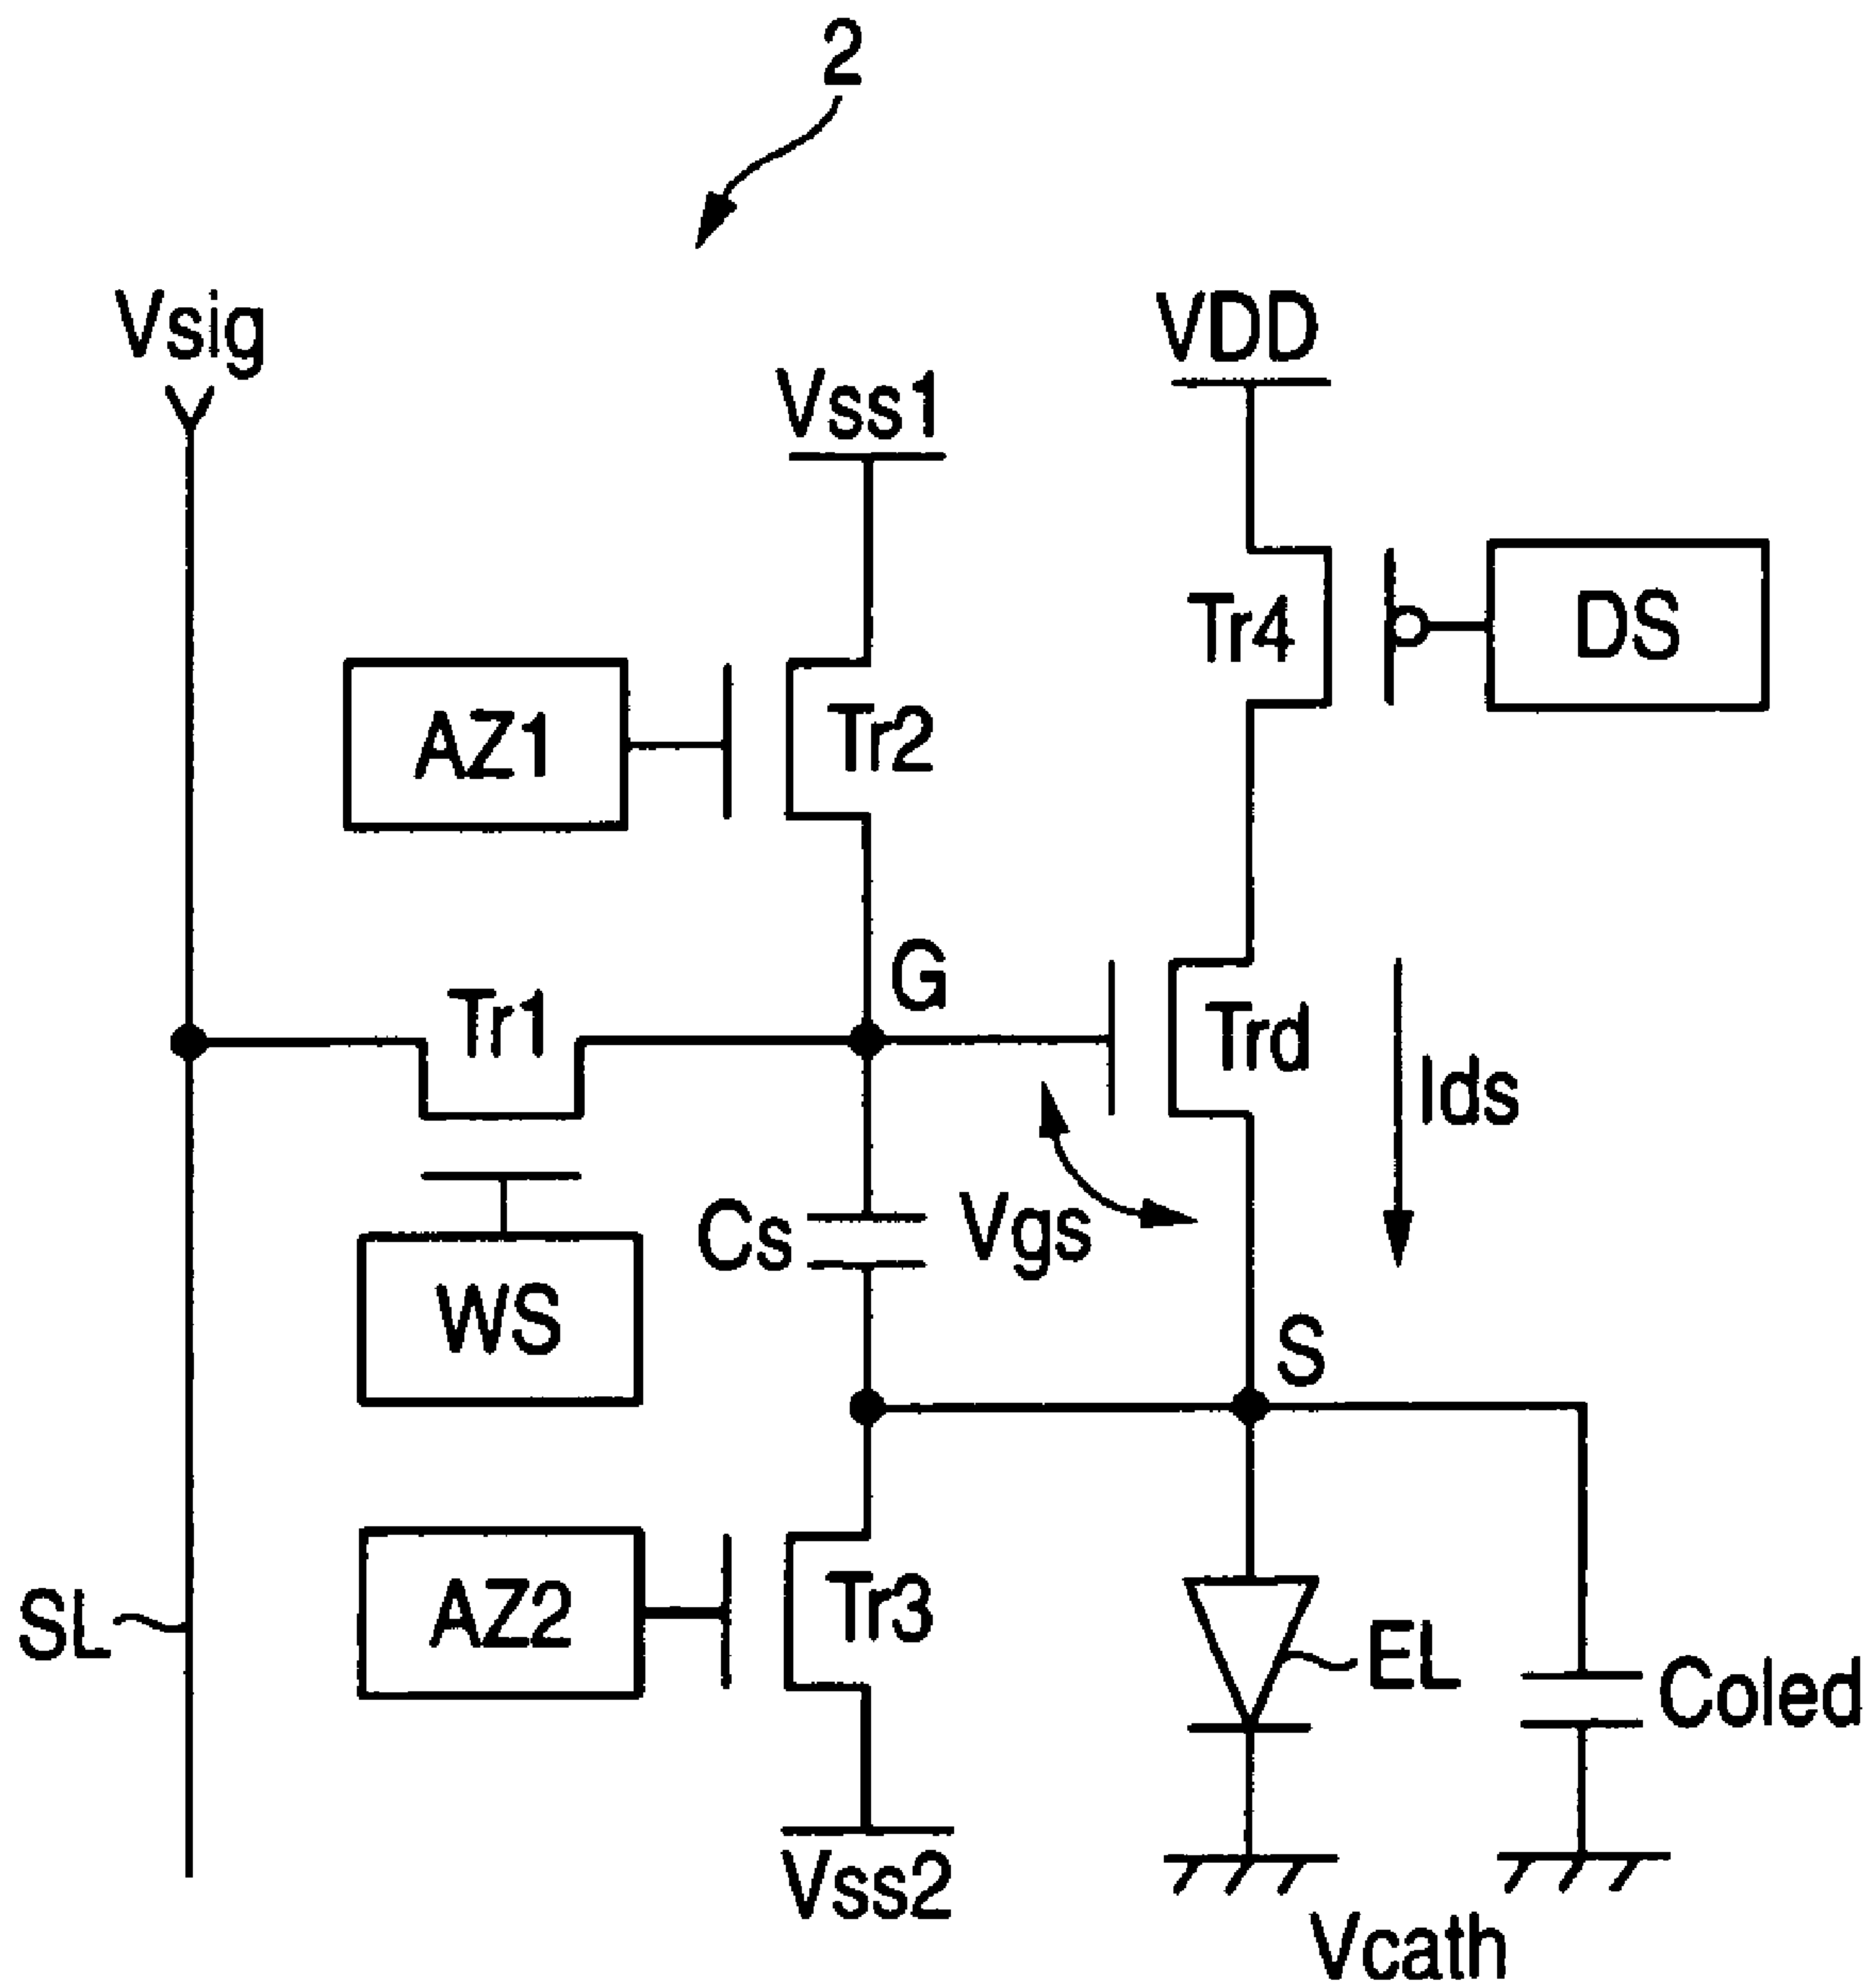 2
Vsig
VDD
Vss1
Tr4
DS
AZ1
Tr2
G
Tr1
Trd
Ids
Cs
Vgs
WS
S
AZ2
Tr3
SL
EL
Coled
Vss2
Vcath